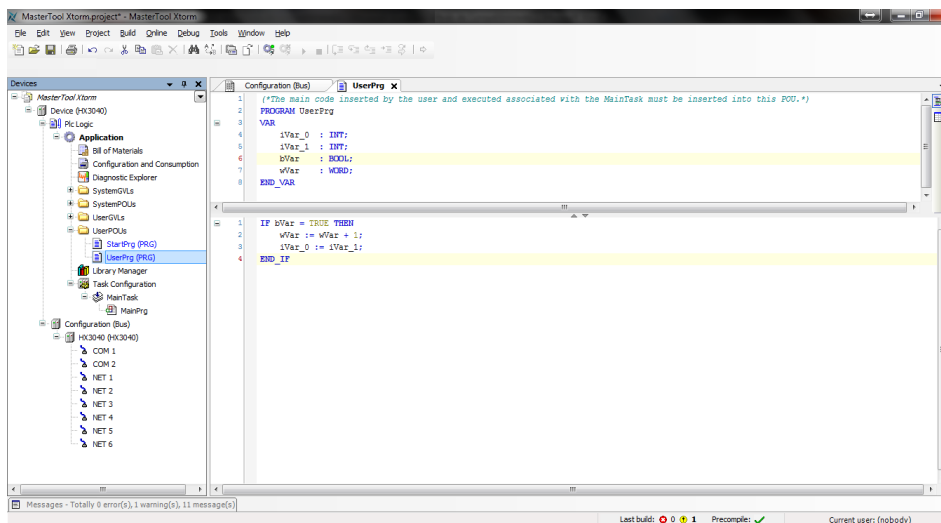 MasterTool Xtorm.project* - MasterTool Xtorm
File Edit View Project Build Online Debug Tools Window Help
Devices
MasterTool Xtorm
Device (HX3040)
Plc Logic
Application
Bill of Materials
Configuration and Consumption
Diagnostic Explorer
SystemGVLs
SystemPOUs
UserGVLs
UserPOUs
StartPrg (PRG)
UserPrg (PRG)
Library Manager
Task Configuration
MainTask
MainPrg
Configuration (Bus)
HX3040 (HX3040)
COM 1
COM 2
NET 1
NET 2
NET 3
NET 4
NET 5
NET 6
Configuration (Bus) UserPrg X
1 (*The main code inserted by the user and executed associated with the MainTask must be inserted into this POU.*)
2 PROGRAM UserPrg
3 VAR
4 iVar_0 : INT;
5 iVar_1 : INT;
6 bVar : BOOL;
7 wVar : WORD;
8 END_VAR
1 IF bVar = TRUE THEN
2 wVar := wVar + 1;
3 iVar_0 := iVar_1;
4 END_IF
Messages - Totally 0 error(s), 1 warning(s), 11 message(s)
Last build: 0 1 Precompile: Current user: (nobody)